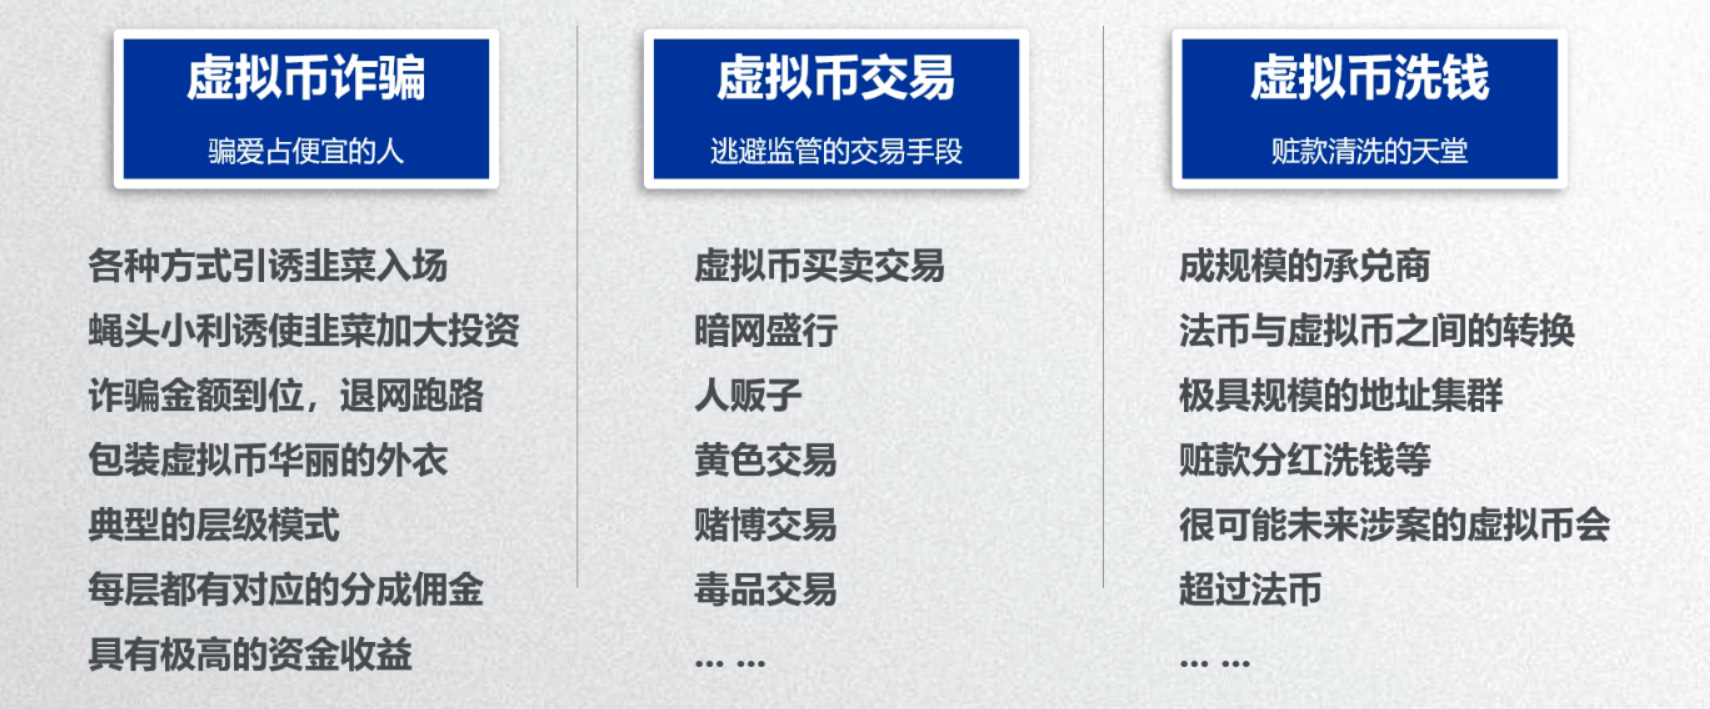 虚拟币诈骗
骗爱占便宜的人
各种方式引诱韭菜入场
蝇头小利诱使韭菜加大投资
诈骗金额到位，退网跑路
包装虚拟币华丽的外衣
典型的层级模式
每层都有对应的分成佣金
具有极高的资金收益
虚拟币交易
逃避监管的交易手段
虚拟币买卖交易
暗网盛行
人贩子
黄色交易
赌博交易
毒品交易
... ...
虚拟币洗钱
赃款清洗的天堂
成规模的承兑商
法币与虚拟币之间的转换
极具规模的地址集群
赃款分红洗钱等
很可能未来涉案的虚拟币会
超过法币
... ...